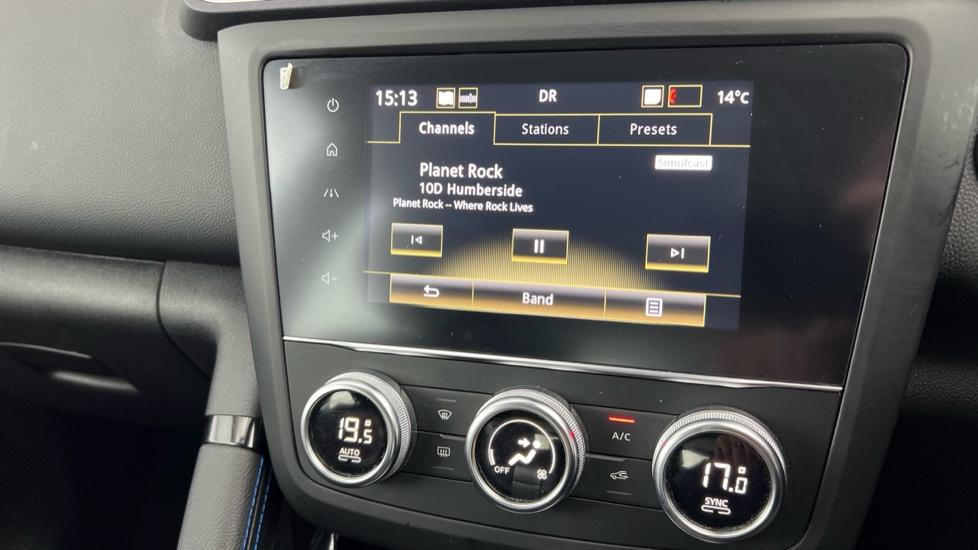 15:13 DR 14°C
Channels Stations Presets
Simulcast
Planet Rock
10D Humberside
Planet Rock -- Where Rock Lives
Band
19.5
AUTO
OFF
A/C
17.0
SYNC